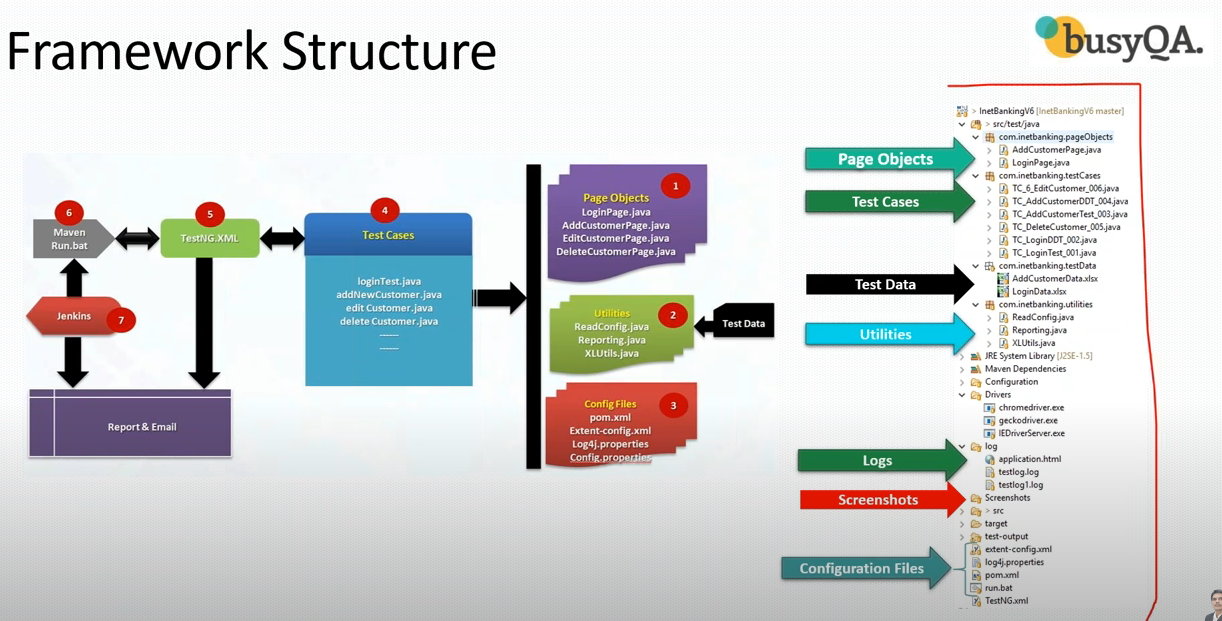 Framework Structure
busyQA.
6
Maven
Run.bat
5
TestNG.XML
4
Test Cases
loginTest.java
addNewCustomer.java
edit Customer.java
delete Customer.java
------
------
Jenkins
7
Report & Email
1
Page Objects
LoginPage.java
AddCustomerPage.java
EditCustomerPage.java
DeleteCustomerPage.java
2
Utilities
ReadConfig.java
Reporting.java
XLUtils.java
Test Data
3
Config Files
pom.xml
Extent-config.xml
Log4j.properties
Config.properties
Page Objects
Test Cases
Test Data
Utilities
Logs
Screenshots
Configuration Files
> InetBankingV6 [InetBankingV6 master]
> src/test/java
com.inetbanking.pageObjects
AddCustomerPage.java
LoginPage.java
com.inetbanking.testCases
TC_6_EditCustomer_006.java
TC_AddCustomerDDT_004.java
TC_AddCustomerTest_003.java
TC_DeleteCustomer_005.java
TC_LoginDDT_002.java
TC_LoginTest_001.java
com.inetbanking.testData
AddCustomerData.xlsx
LoginData.xlsx
com.inetbanking.utilities
ReadConfig.java
Reporting.java
XLUtils.java
JRE System Library [J2SE-1.5]
Maven Dependencies
Configuration
Drivers
chromedriver.exe
geckodriver.exe
IEDriverServer.exe
log
application.html
testlog.log
testlog1.log
Screenshots
> src
target
test-output
extent-config.xml
log4j.properties
pom.xml
run.bat
TestNG.xml